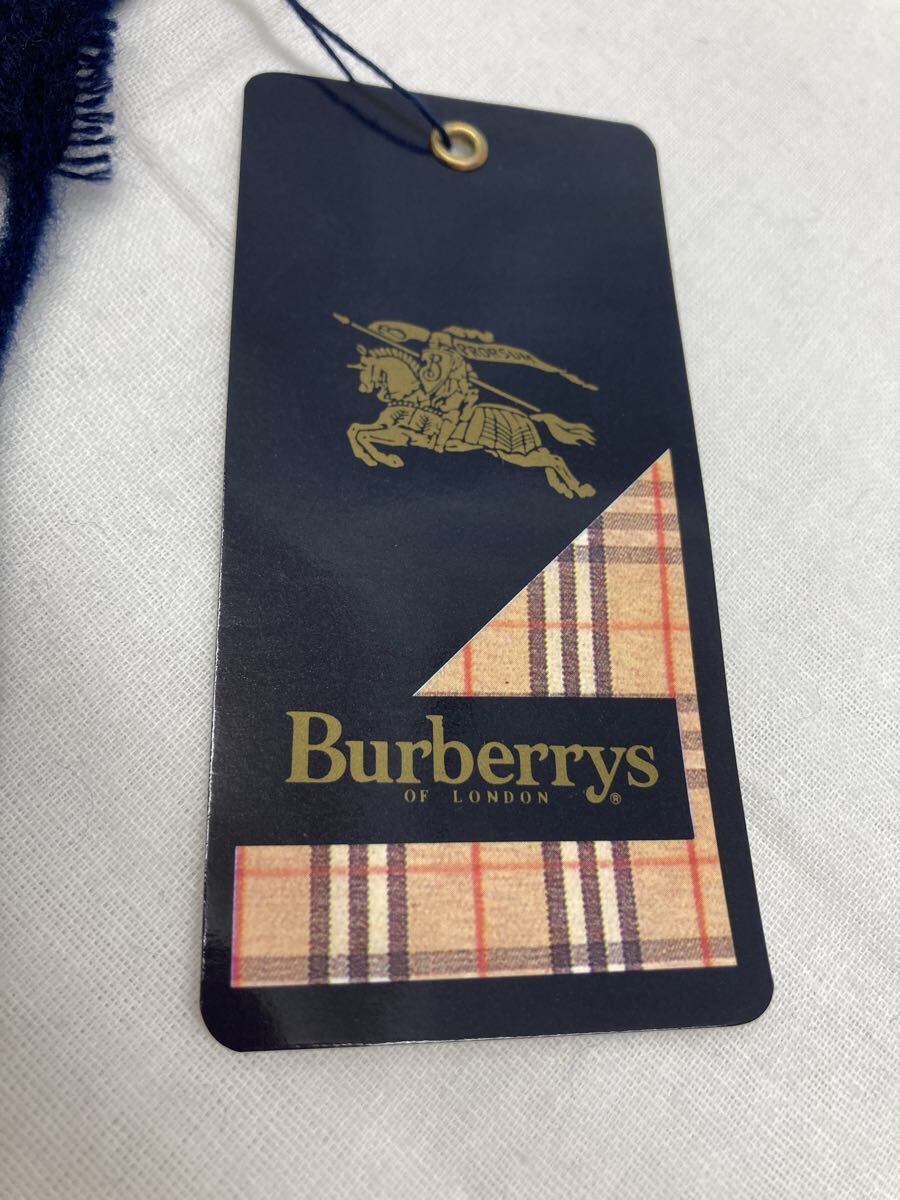 B
PRORSUM
B
Burberrys
OF LONDON ®